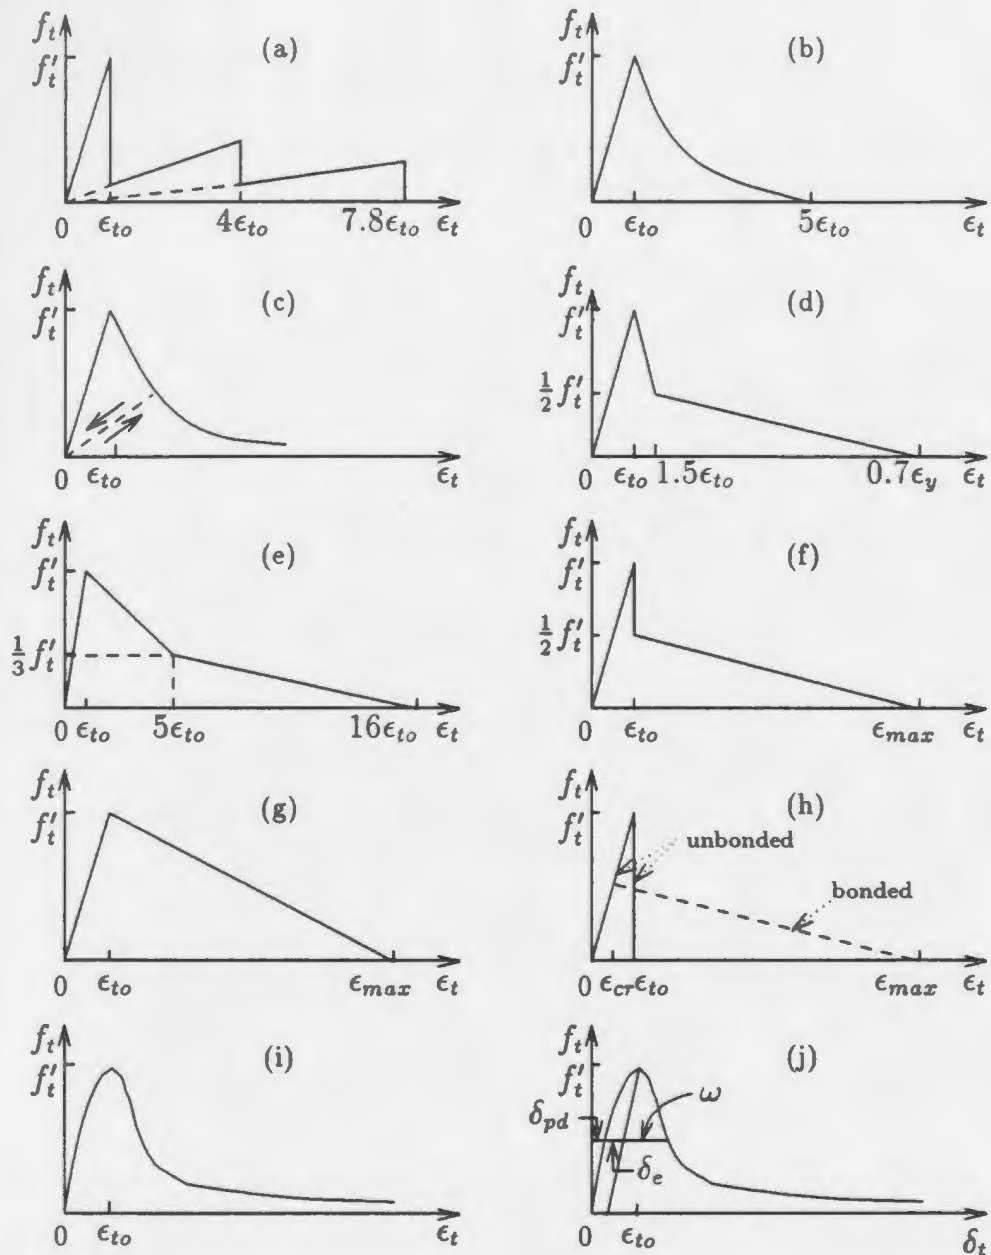 f_t (a)
f'_t
0 ε_to 4ε_to 7.8ε_to ε_t
f_t (b)
f'_t
0 ε_to 5ε_to ε_t
f_t (c)
f'_t
0 ε_to ε_t
f_t (d)
f'_t
1/2 f'_t
0 ε_to 1.5ε_to 0.7ε_y ε_t
f_t (e)
f'_t
1/3 f'_t
0 ε_to 5ε_to 16ε_to ε_t
f_t (f)
f'_t
1/2 f'_t
0 ε_to ε_max ε_t
f_t (g)
f'_t
0 ε_to ε_max ε_t
f_t (h)
f'_t
unbonded
bonded
0 ε_cr ε_to ε_max ε_t
f_t (i)
f'_t
0 ε_to ε_t
f_t (j)
f'_t
δ_pd ω
δ_e
0 ε_to δ_t